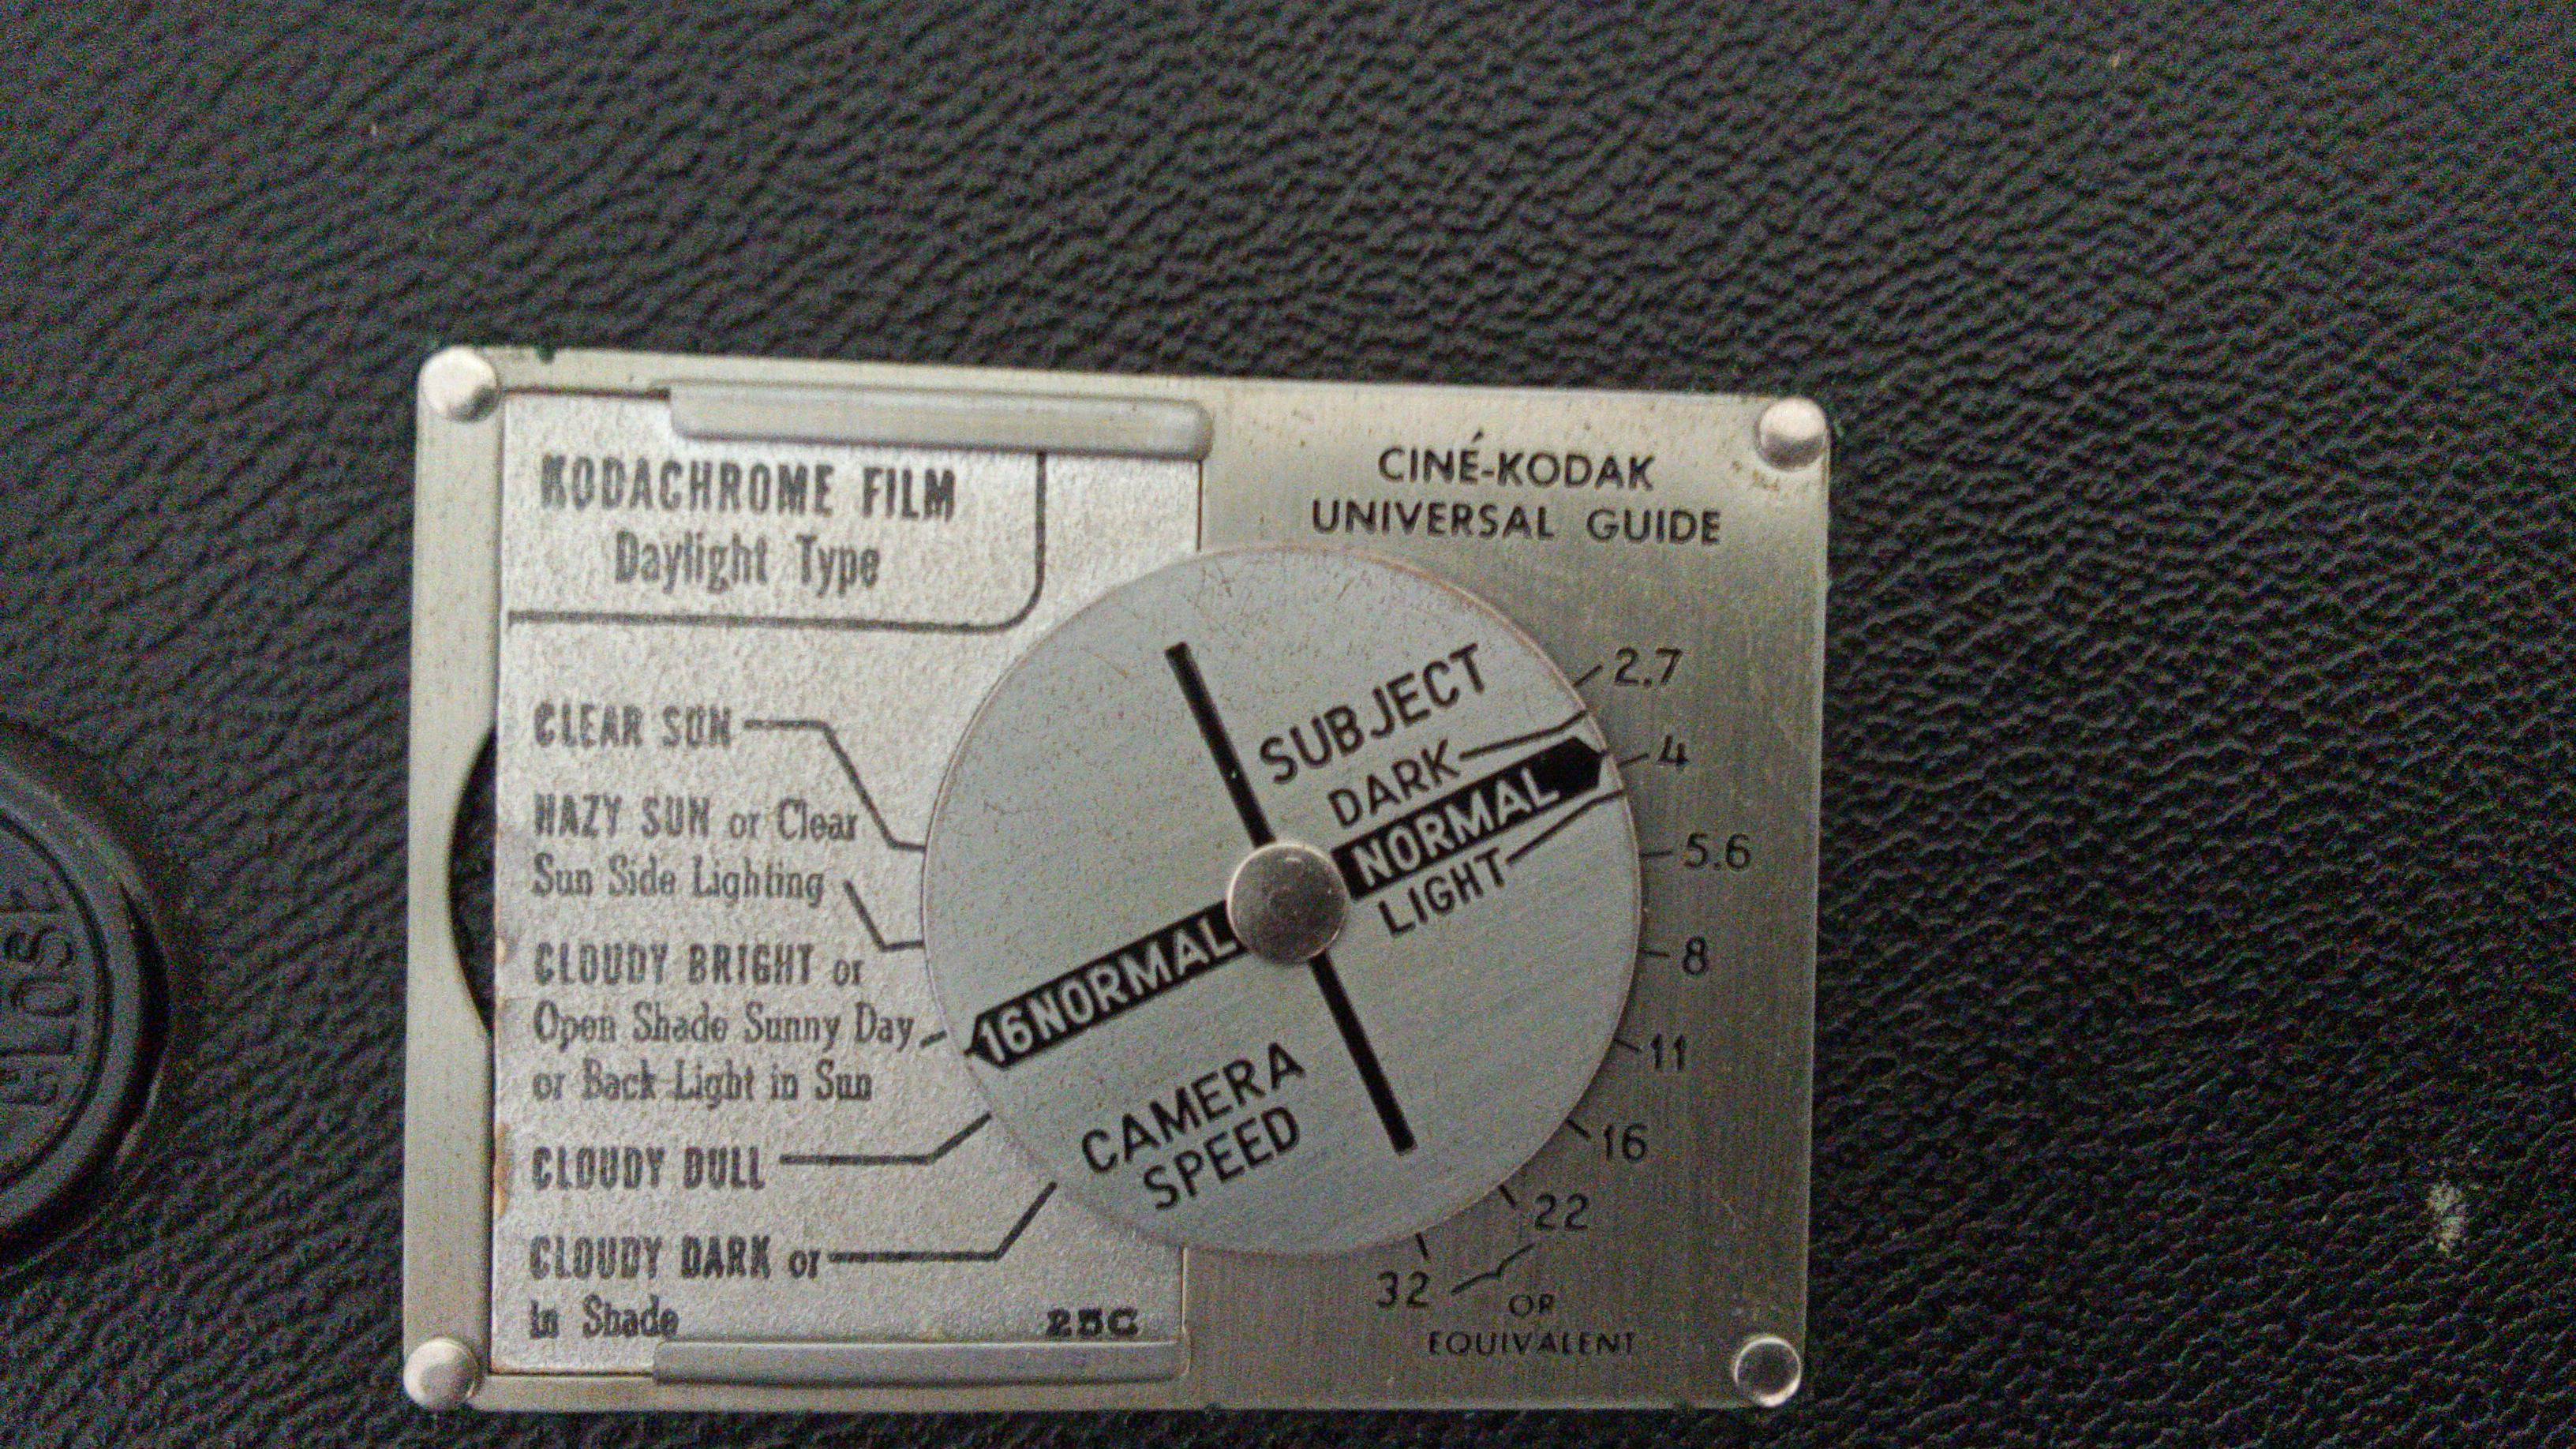 KODACHROME FILM
Daylight Type
CLEAR SUN
HAZY SUN or Clear
Sun Side Lighting
CLOUDY BRIGHT or
Open Shade Sunny Day
or Back Light in Sun
CLOUDY DULL
CLOUDY DARK or
in Shade
25C
CINÉ-KODAK
UNIVERSAL GUIDE
SUBJECT
DARK
NORMAL
LIGHT
16 NORMAL
CAMERA
SPEED
2.7
4
5.6
8
11
16
22
32
OR
EQUIVALENT
CLOSE